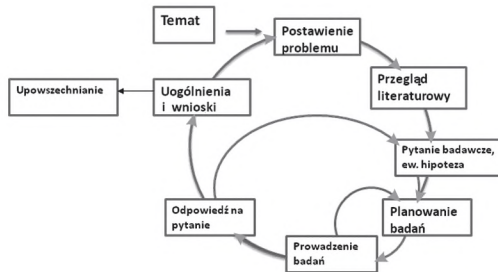 Temat
Postawienie
problemu
Przegląd
literaturowy
Upowszechnianie
Uogólnienia
i wnioski
Pytanie badawcze,
ew. hipoteza
Odpowiedź na
pytanie
Planowanie
badań
Prowadzenie
badań